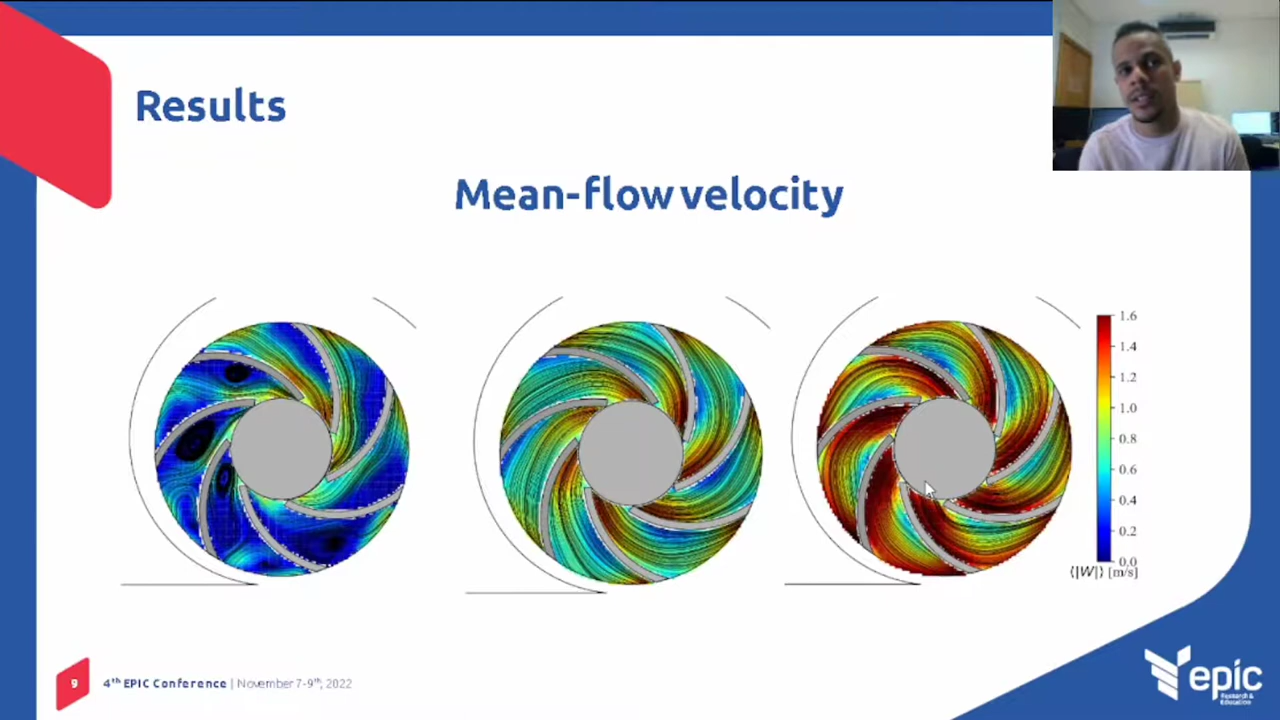 Results
Mean-flow velocity
1.6
1.4
1.2
1.0
0.8
0.6
0.4
0.2
0.0
⟨|W|⟩ [m/s]
9
4th EPIC Conference | November 7-9th, 2022
epic
Research &
Education